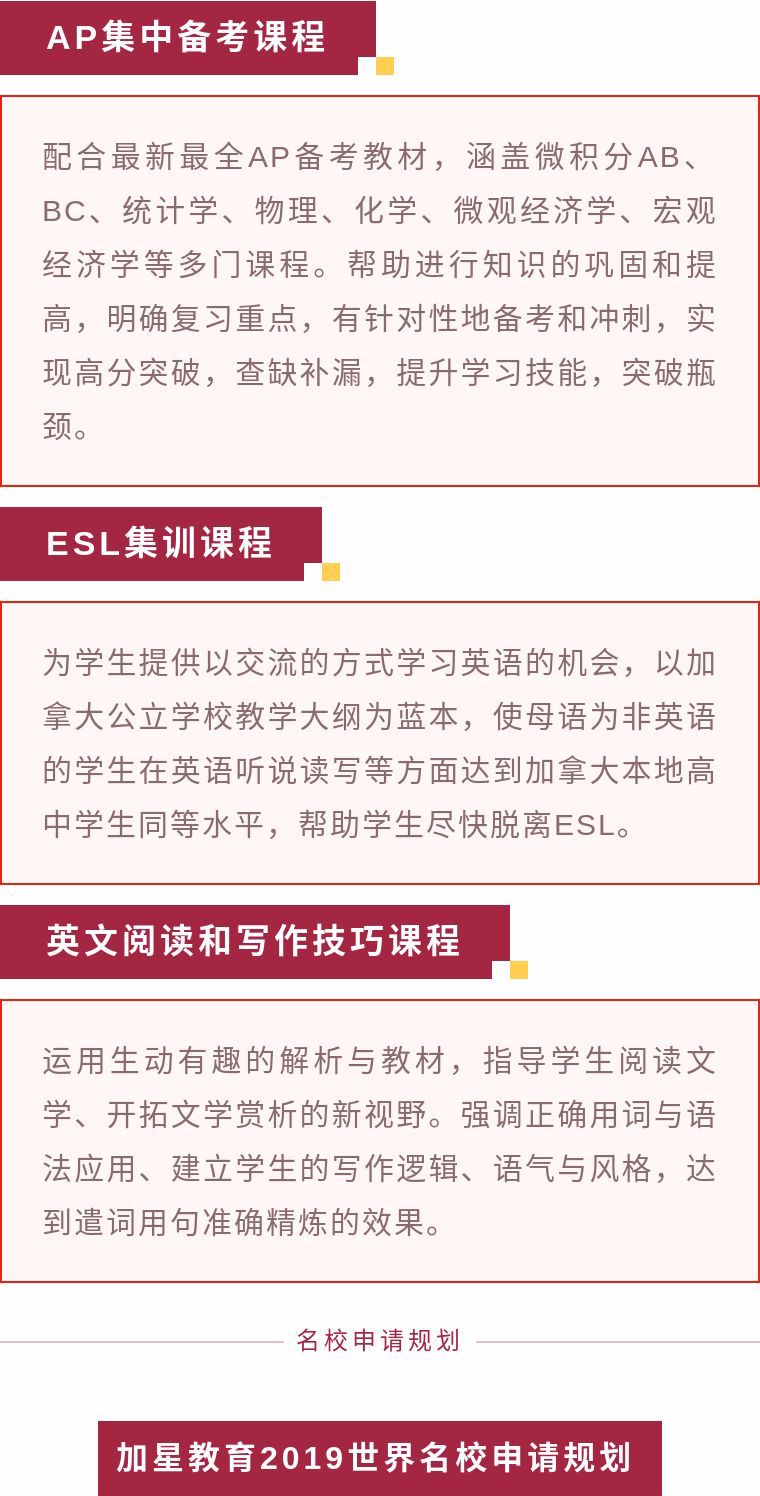 AP集中备考课程
配合最新最全AP备考教材，涵盖微积分AB、
BC、统计学、物理、化学、微观经济学、宏观
经济学等多门课程。帮助进行知识的巩固和提
高，明确复习重点，有针对性地备考和冲刺，实
现高分突破，查缺补漏，提升学习技能，突破瓶
颈。
ESL集训课程
为学生提供以交流的方式学习英语的机会，以加
拿大公立学校教学大纲为蓝本，使母语为非英语
的学生在英语听说读写等方面达到加拿大本地高
中学生同等水平，帮助学生尽快脱离ESL。
英文阅读和写作技巧课程
运用生动有趣的解析与教材，指导学生阅读文
学、开拓文学赏析的新视野。强调正确用词与语
法应用、建立学生的写作逻辑、语气与风格，达
到遣词用句准确精炼的效果。
名校申请规划
加星教育2019世界名校申请规划